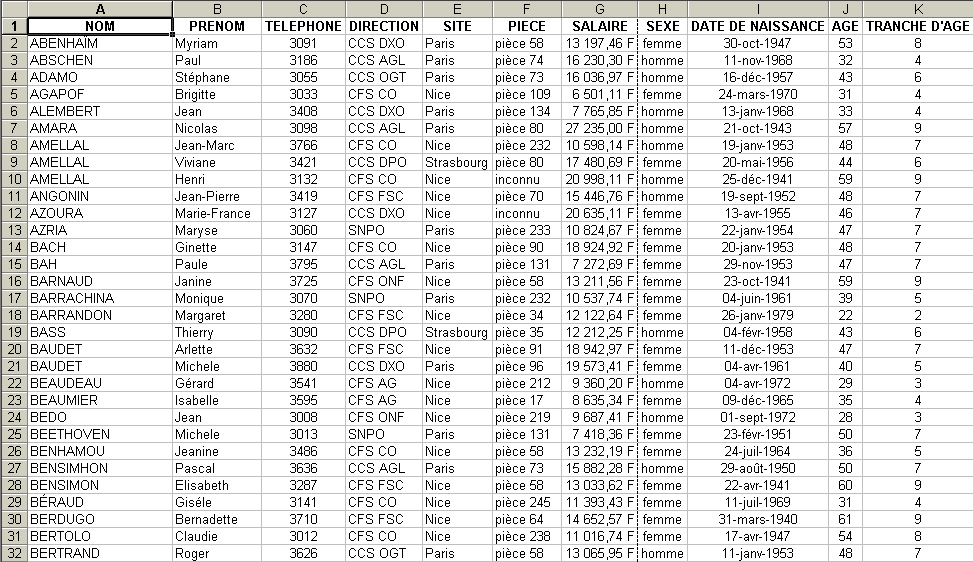 A B C D E F G H I J K
1 NOM PRENOM TELEPHONE DIRECTION SITE PIECE SALAIRE SEXE DATE DE NAISSANCE AGE TRANCHE D'AGE
2 ABENHAÏM Myriam 3091 CCS DXO Paris pièce 58 13 197,46 F femme 30-oct-1947 53 8
3 ABSCHEN Paul 3186 CCS AGL Paris pièce 74 16 230,30 F homme 11-nov-1968 32 4
4 ADAMO Stéphane 3055 CCS OGT Paris pièce 73 16 036,97 F homme 16-déc-1957 43 6
5 AGAPOF Brigitte 3033 CFS CO Nice pièce 109 6 501,11 F femme 24-mars-1970 31 4
6 ALEMBERT Jean 3408 CCS DXO Paris pièce 134 7 765,85 F homme 13-janv-1968 33 4
7 AMARA Nicolas 3098 CCS AGL Paris pièce 80 27 235,00 F homme 21-oct-1943 57 9
8 AMELLAL Jean-Marc 3766 CFS CO Nice pièce 232 10 598,14 F homme 19-janv-1953 48 7
9 AMELLAL Viviane 3421 CCS DPO Strasbourg pièce 80 17 480,69 F femme 20-mai-1956 44 6
10 AMELLAL Henri 3132 CFS CO Nice inconnu 20 998,11 F homme 25-déc-1941 59 9
11 ANGONIN Jean-Pierre 3419 CFS FSC Nice pièce 70 15 446,76 F homme 19-sept-1952 48 7
12 AZOURA Marie-France 3127 CCS DXO Nice inconnu 20 635,11 F femme 13-avr-1955 46 7
13 AZRIA Maryse 3060 SNPO Paris pièce 233 10 824,67 F femme 22-janv-1954 47 7
14 BACH Ginette 3147 CFS CO Nice pièce 90 18 924,92 F femme 20-janv-1953 48 7
15 BAH Paule 3795 CCS AGL Paris pièce 131 7 272,69 F femme 29-nov-1953 47 7
16 BARNAUD Janine 3725 CFS ONF Nice pièce 58 13 211,56 F femme 23-oct-1941 59 9
17 BARRACHINA Monique 3070 SNPO Paris pièce 232 10 537,74 F femme 04-juin-1961 39 5
18 BARRANDON Margaret 3280 CFS FSC Nice pièce 34 12 122,64 F femme 26-janv-1979 22 2
19 BASS Thierry 3090 CCS DPO Strasbourg pièce 35 12 212,25 F homme 04-févr-1958 43 6
20 BAUDET Arlette 3632 CFS FSC Nice pièce 91 18 942,97 F femme 11-déc-1953 47 7
21 BAUDET Michele 3880 CCS DXO Paris pièce 96 19 573,41 F femme 04-avr-1961 40 5
22 BEAUDEAU Gérard 3541 CFS AG Nice pièce 212 9 360,20 F homme 04-avr-1972 29 3
23 BEAUMIER Isabelle 3595 CFS AG Nice pièce 17 8 635,34 F femme 09-déc-1965 35 4
24 BEDO Jean 3008 CFS ONF Nice pièce 219 9 687,41 F homme 01-sept-1972 28 3
25 BEETHOVEN Michele 3013 SNPO Paris pièce 131 7 418,36 F femme 23-févr-1951 50 7
26 BENHAMOU Jeanine 3486 CFS CO Nice pièce 58 13 232,19 F femme 24-juil-1964 36 5
27 BENSIMHON Pascal 3636 CCS AGL Paris pièce 73 15 882,28 F homme 29-août-1950 50 7
28 BENSIMON Elisabeth 3287 CFS FSC Nice pièce 58 13 033,62 F femme 22-avr-1941 60 9
29 BÉRAUD Giséle 3141 CFS CO Nice pièce 245 11 393,43 F femme 11-juil-1969 31 4
30 BERDUGO Bernadette 3710 CFS FSC Nice pièce 64 14 652,57 F femme 31-mars-1940 61 9
31 BERTOLO Claudie 3012 CFS CO Nice pièce 238 11 016,74 F femme 17-avr-1947 54 8
32 BERTRAND Roger 3626 CCS OGT Paris pièce 58 13 065,95 F homme 11-janv-1953 48 7